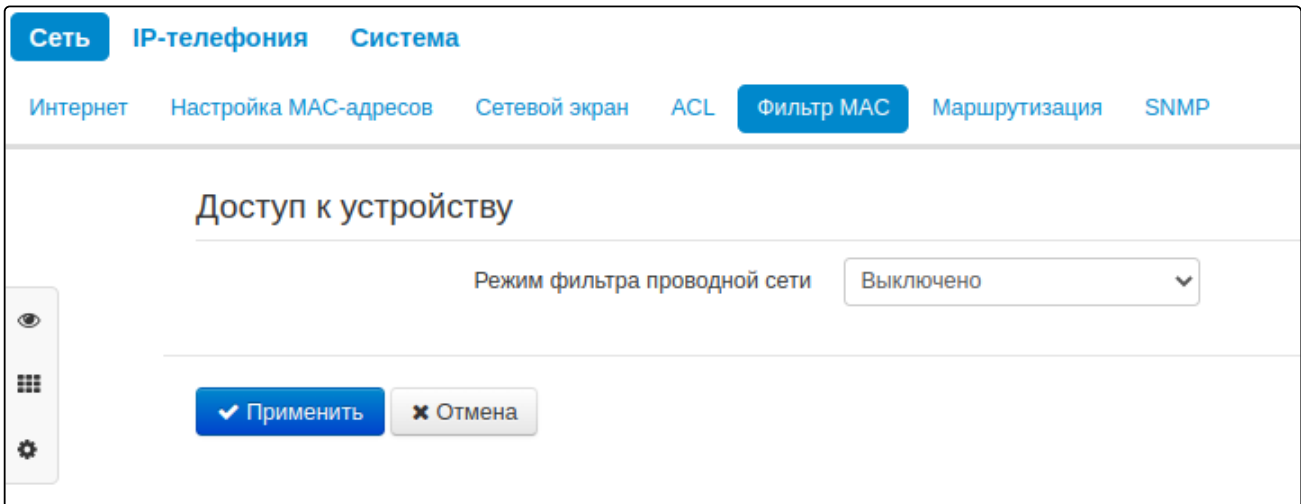 Сеть IP-телефония Система
Интернет Настройка MAC-адресов Сетевой экран ACL Фильтр MAC Маршрутизация SNMP
Доступ к устройству
Режим фильтра проводной сети Выключено
Применить Отмена